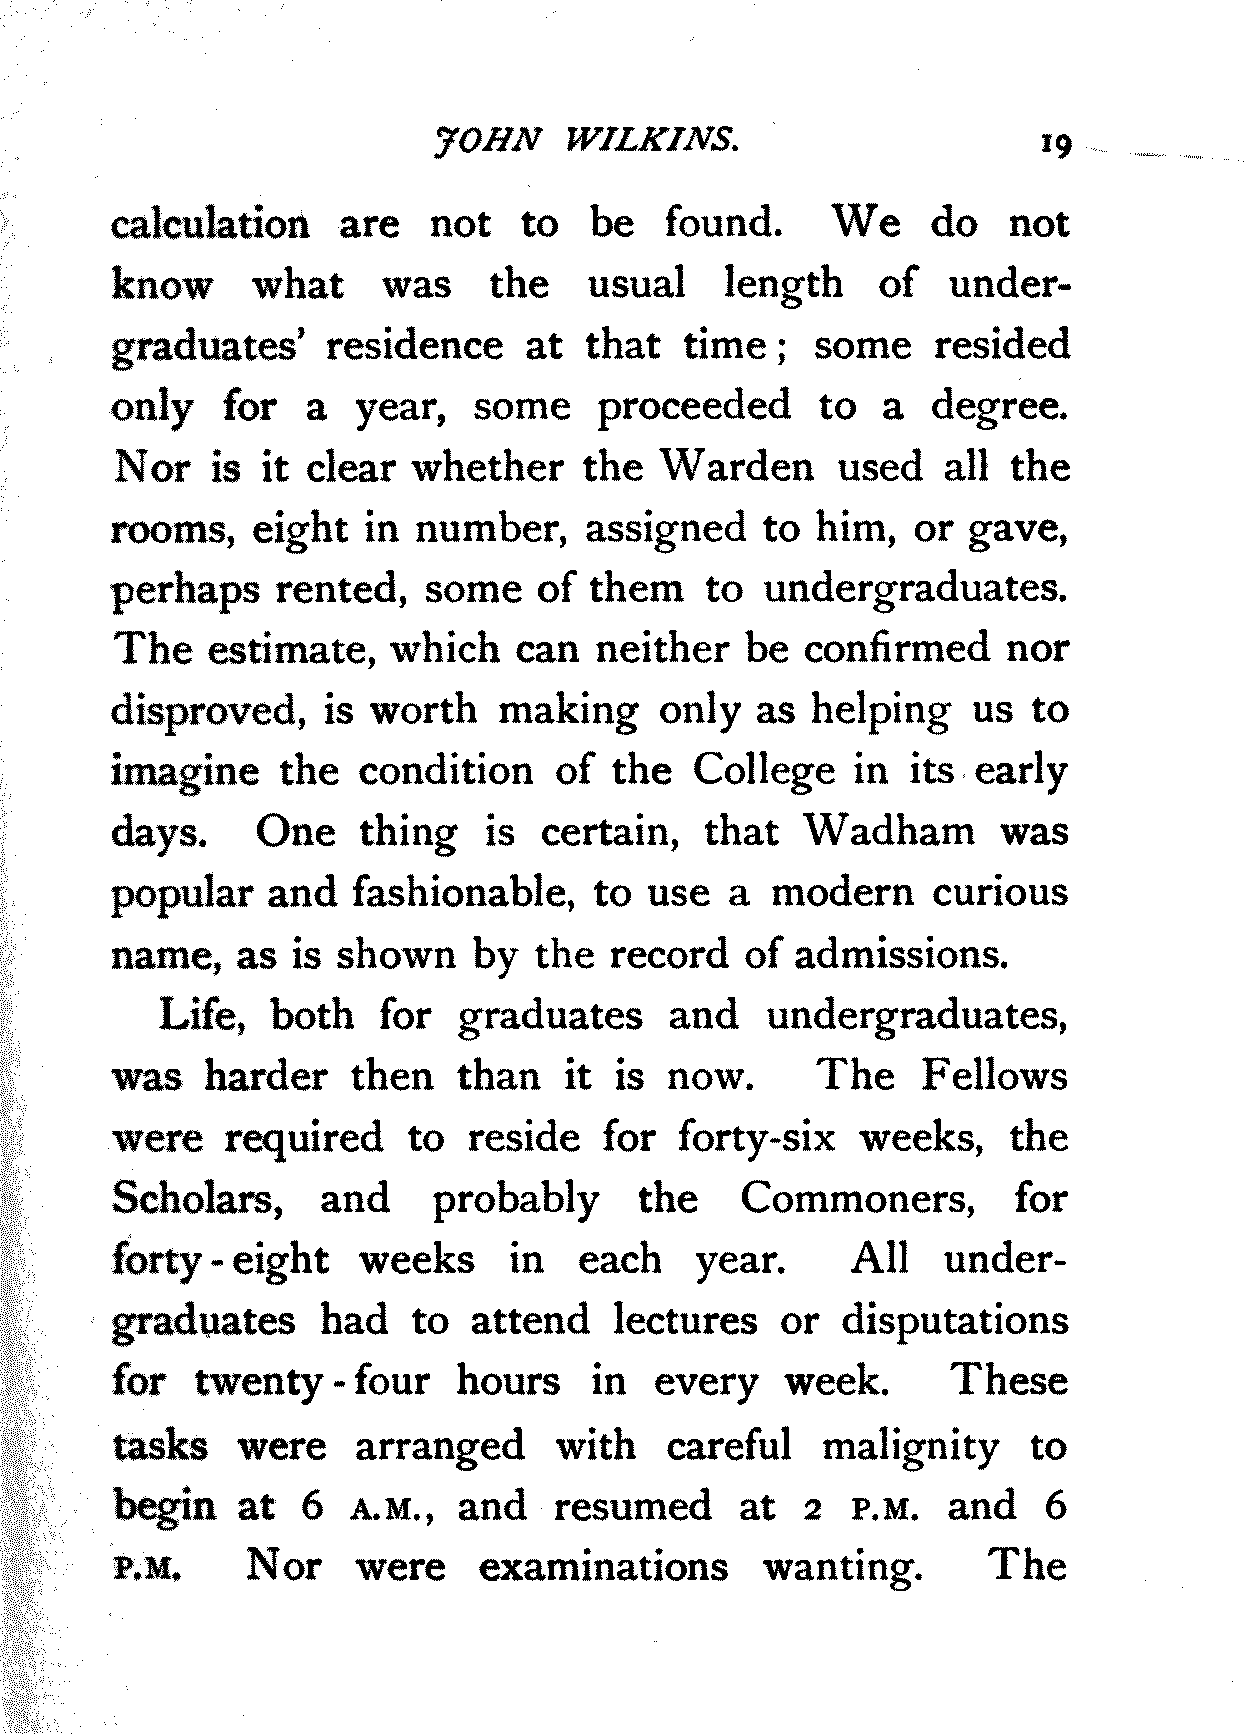 JOHN WILKINS. 19
calculation are not to be found. We do not
know what was the usual length of under-
graduates' residence at that time; some resided
only for a year, some proceeded to a degree.
Nor is it clear whether the Warden used all the
rooms, eight in number, assigned to him, or gave,
perhaps rented, some of them to undergraduates.
The estimate, which can neither be confirmed nor
disproved, is worth making only as helping us to
imagine the condition of the College in its early
days. One thing is certain, that Wadham was
popular and fashionable, to use a modern curious
name, as is shown by the record of admissions.
Life, both for graduates and undergraduates,
was harder then than it is now. The Fellows
were required to reside for forty-six weeks, the
Scholars, and probably the Commoners, for
forty-eight weeks in each year. All under-
graduates had to attend lectures or disputations
for twenty-four hours in every week. These
tasks were arranged with careful malignity to
begin at 6 A.M., and resumed at 2 P.M. and 6
P.M. Nor were examinations wanting. The